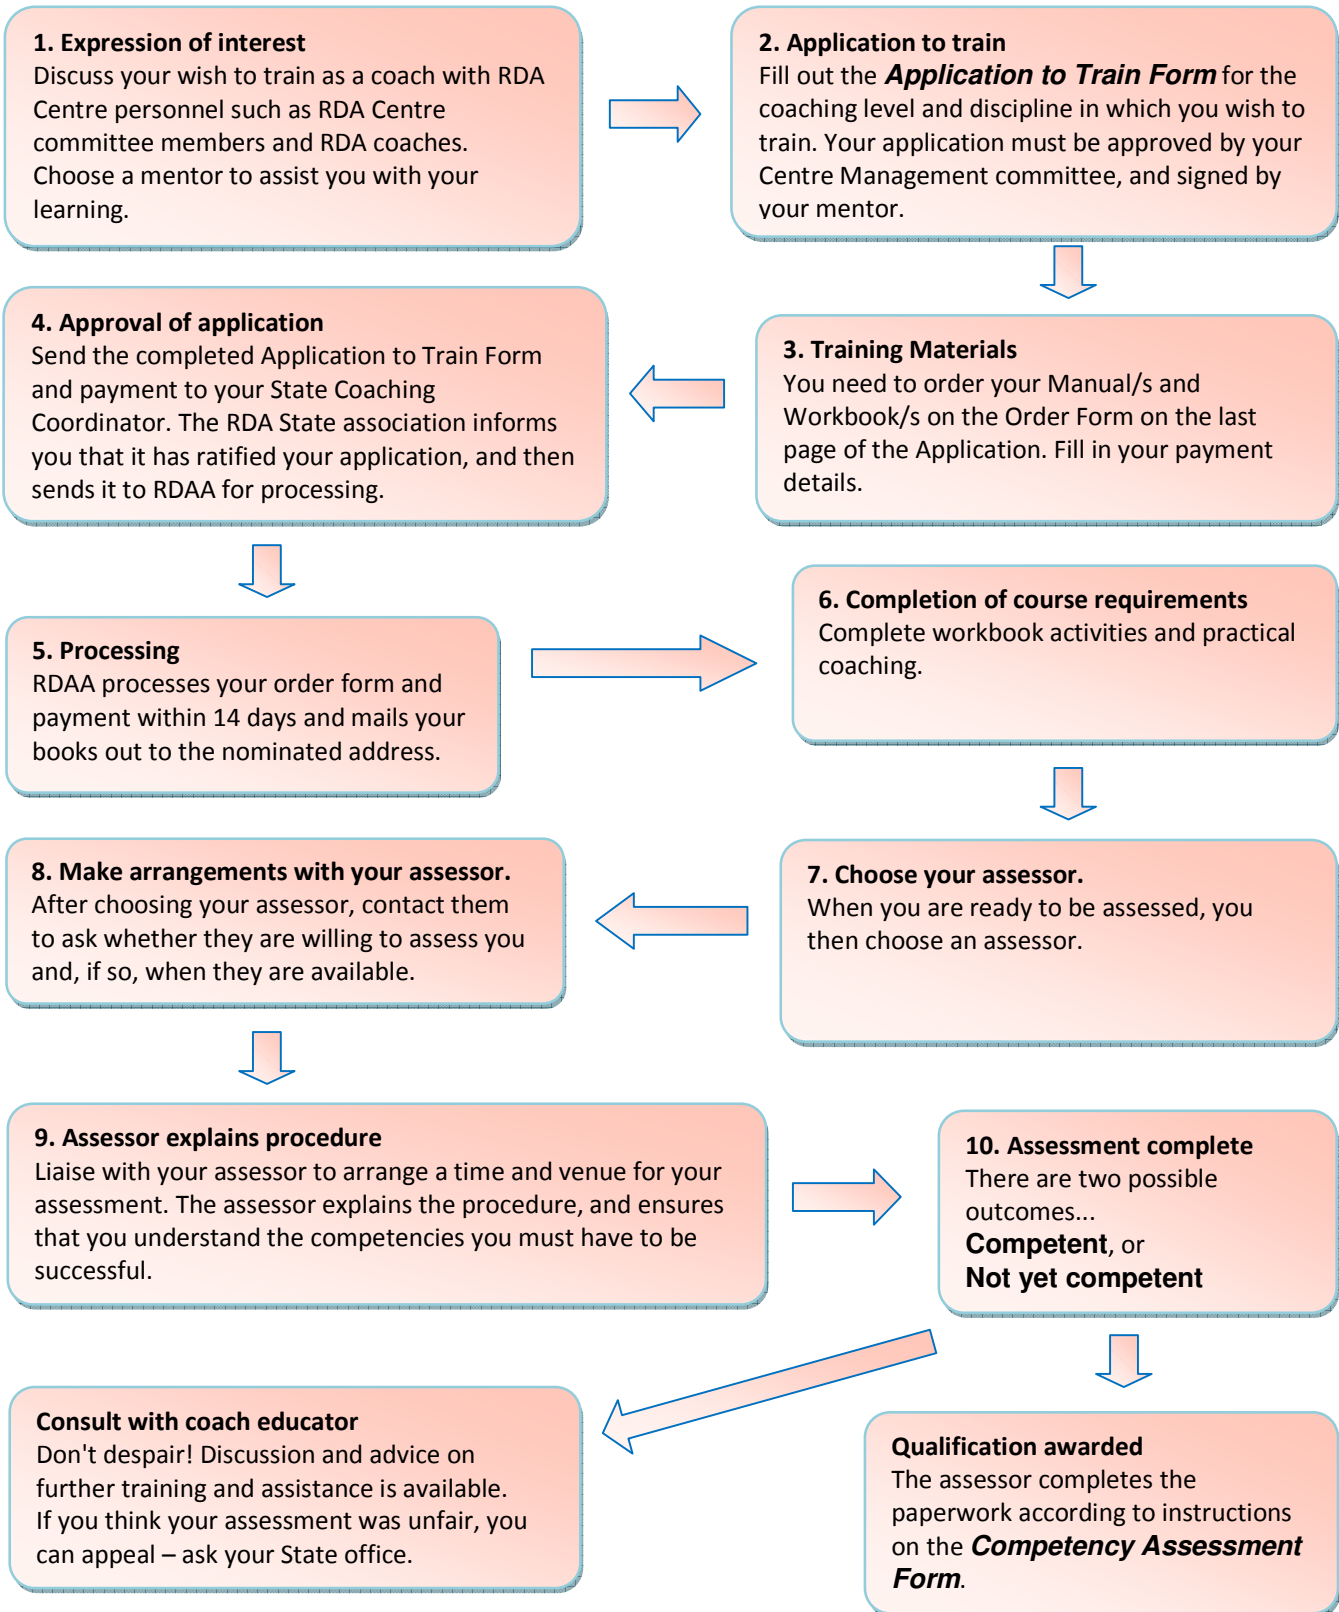 1. Expression of interest
Discuss your wish to train as a coach with RDA
Centre personnel such as RDA Centre
committee members and RDA coaches.
Choose a mentor to assist you with your
learning.
2. Application to train
Fill out the Application to Train Form for the
coaching level and discipline in which you wish to
train. Your application must be approved by your
Centre Management committee, and signed by
your mentor.
3. Training Materials
You need to order your Manual/s and
Workbook/s on the Order Form on the last
page of the Application. Fill in your payment
details.
4. Approval of application
Send the completed Application to Train Form
and payment to your State Coaching
Coordinator. The RDA State association informs
you that it has ratified your application, and then
sends it to RDAA for processing.
5. Processing
RDAA processes your order form and
payment within 14 days and mails your
books out to the nominated address.
6. Completion of course requirements
Complete workbook activities and practical
coaching.
7. Choose your assessor.
When you are ready to be assessed, you
then choose an assessor.
8. Make arrangements with your assessor.
After choosing your assessor, contact them
to ask whether they are willing to assess you
and, if so, when they are available.
9. Assessor explains procedure
Liaise with your assessor to arrange a time and venue for your
assessment. The assessor explains the procedure, and ensures
that you understand the competencies you must have to be
successful.
10. Assessment complete
There are two possible
outcomes...
Competent, or
Not yet competent
Consult with coach educator
Don't despair! Discussion and advice on
further training and assistance is available.
If you think your assessment was unfair, you
can appeal – ask your State office.
Qualification awarded
The assessor completes the
paperwork according to instructions
on the Competency Assessment
Form.